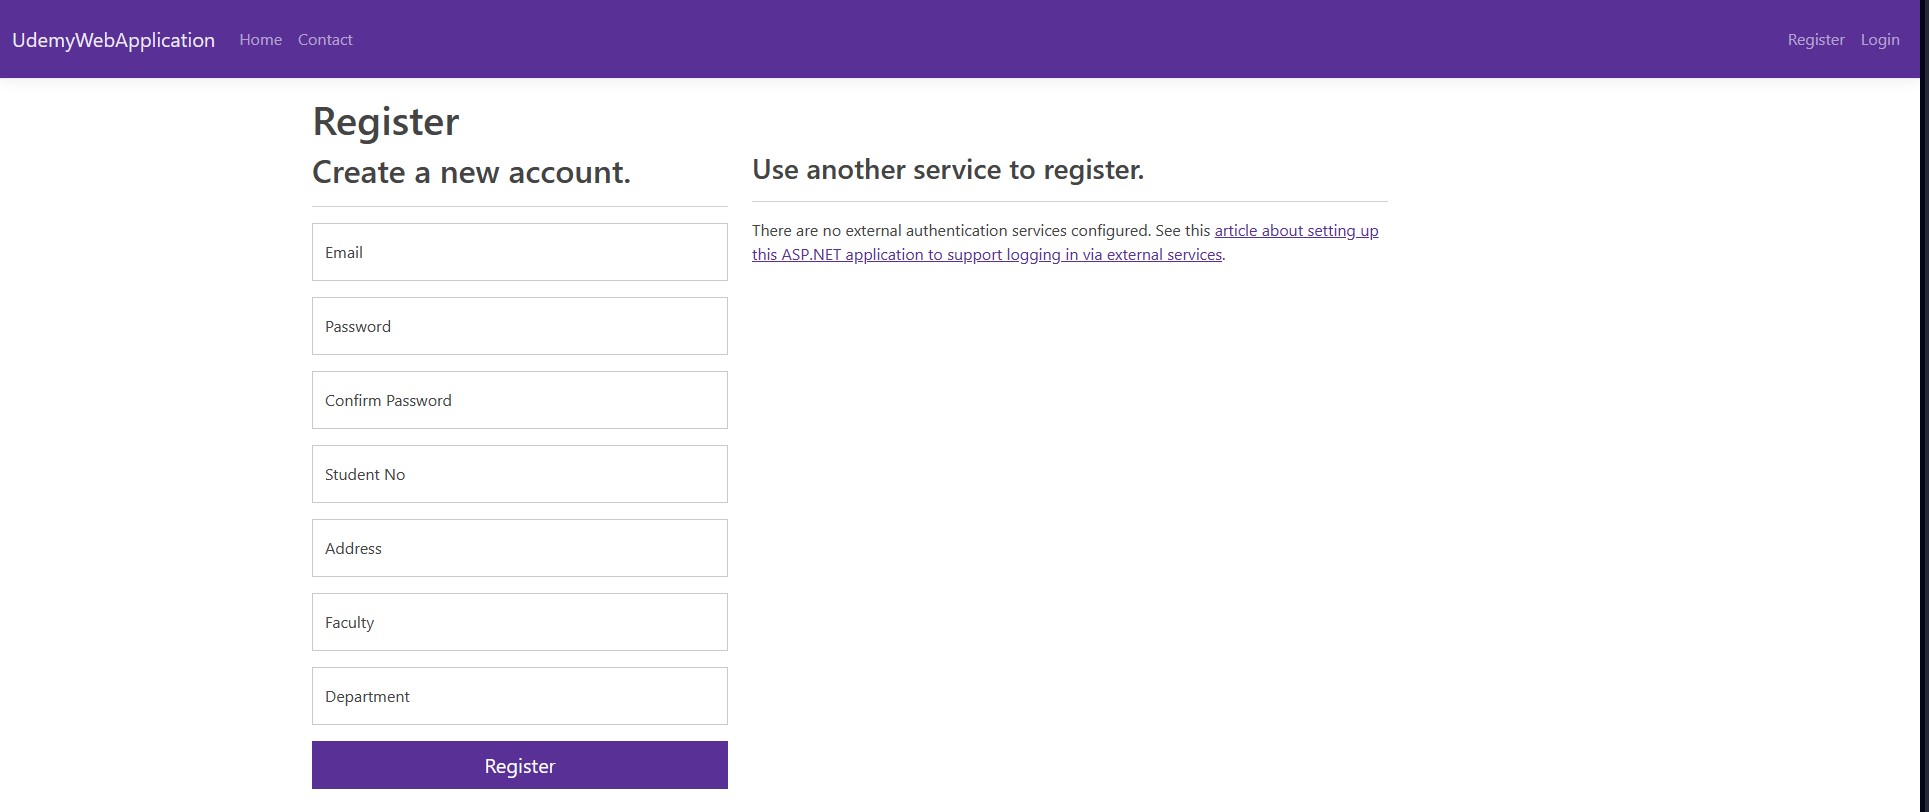 UdemyWebApplication Home Contact Register Login
Register
Create a new account.
Email
Password
Confirm Password
Student No
Address
Faculty
Department
Register
Use another service to register.
There are no external authentication services configured. See this article about setting up
this ASP.NET application to support logging in via external services.